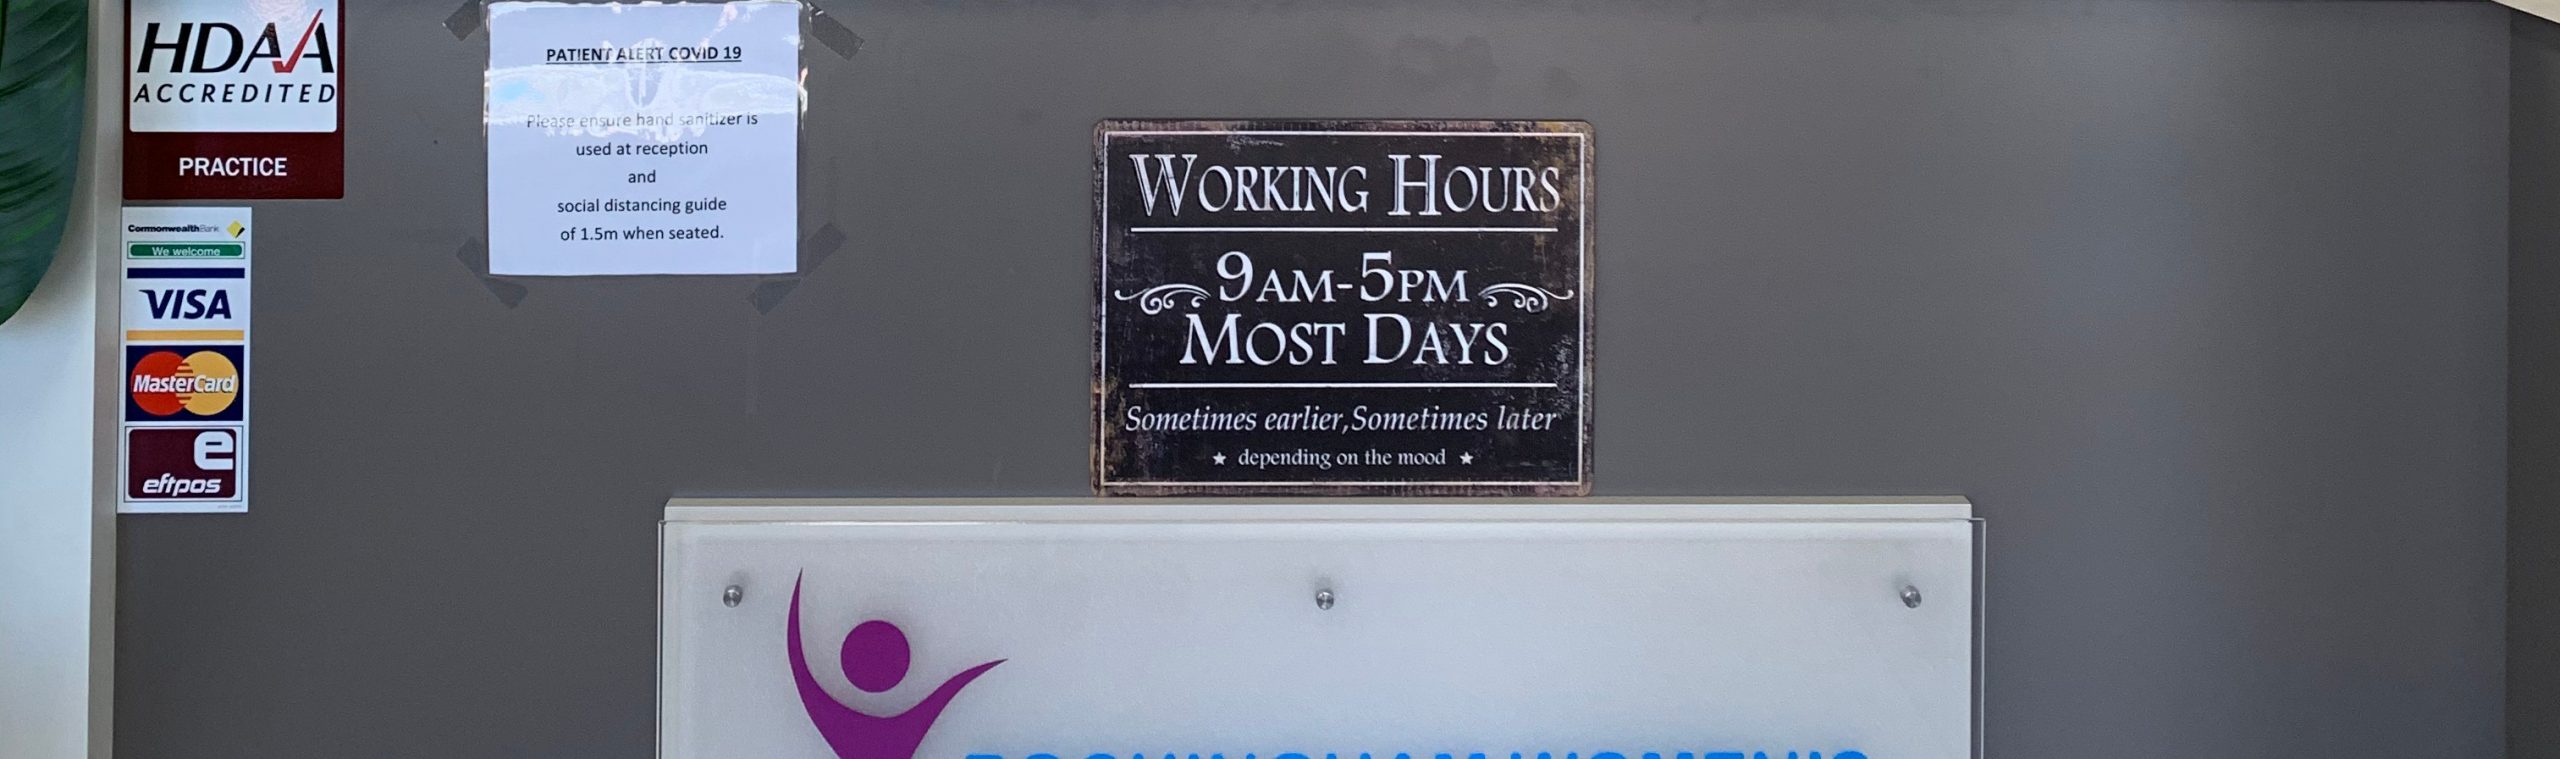 HDAA
ACCREDITED
PRACTICE
CommonwealthBank
We welcome
VISA
MasterCard
e
eftpos
PATIENT ALERT COVID 19
Please ensure hand sanitizer is
used at reception
and
social distancing guide
of 1.5m when seated.
WORKING HOURS
9AM-5PM
MOST DAYS
Sometimes earlier,Sometimes later
depending on the mood